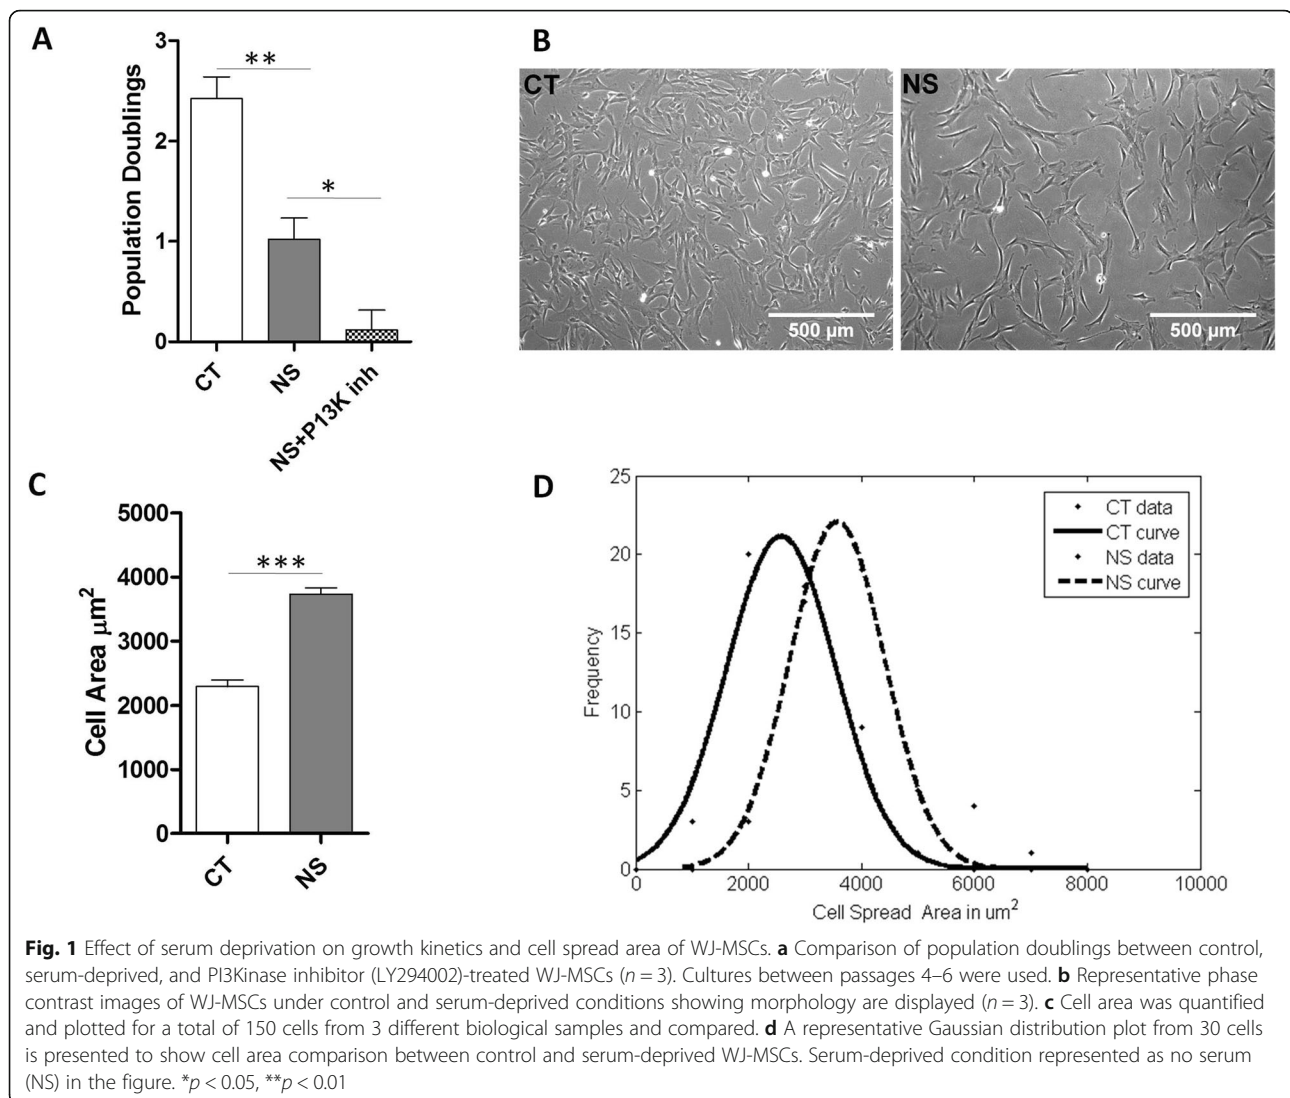 A
3
2
1
0
Population Doublings
**
*
CT
NS
NS+P13K inh
B
CT
500 µm
NS
500 µm
C
5000
4000
3000
2000
1000
0
Cell Area µm²
***
CT
NS
D
25
20
15
10
5
0
Frequency
CT data
CT curve
NS data
NS curve
0 2000 4000 6000 8000 10000
Cell Spread Area in um²
Fig. 1 Effect of serum deprivation on growth kinetics and cell spread area of WJ-MSCs. a Comparison of population doublings between control,
serum-deprived, and PI3Kinase inhibitor (LY294002)-treated WJ-MSCs (n = 3). Cultures between passages 4–6 were used. b Representative phase
contrast images of WJ-MSCs under control and serum-deprived conditions showing morphology are displayed (n = 3). c Cell area was quantified
and plotted for a total of 150 cells from 3 different biological samples and compared. d A representative Gaussian distribution plot from 30 cells
is presented to show cell area comparison between control and serum-deprived WJ-MSCs. Serum-deprived condition represented as no serum
(NS) in the figure. *p < 0.05, **p < 0.01